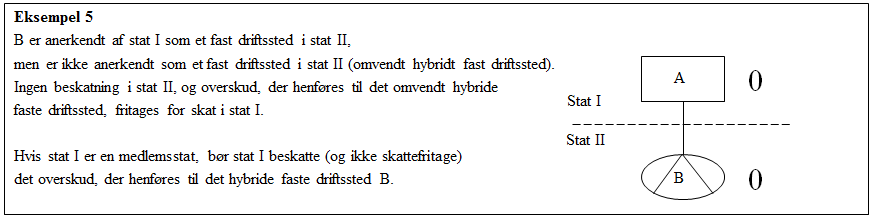 Eksempel 5
B er anerkendt af stat I som et fast driftssted i stat II,
men er ikke anerkendt som et fast driftssted i stat II (omvendt hybridt fast driftssted).
Ingen beskatning i stat II, og overskud, der henføres til det omvendt hybride
faste driftssted, fritages for skat i stat I.
Hvis stat I er en medlemsstat, bør stat I beskatte (og ikke skattefritage)
det overskud, der henføres til det hybride faste driftssted B.
A
0
Stat I
Stat II
B
0